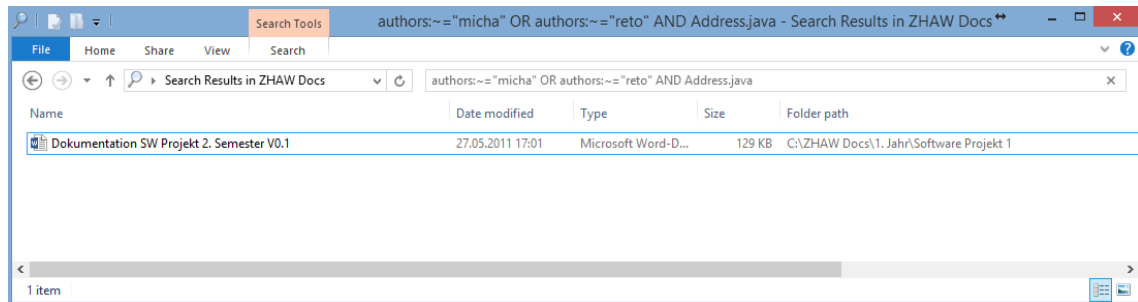 Search Tools
authors:~="micha" OR authors:~="reto" AND Address.java - Search Results in ZHAW Docs
File Home Share View Search
Search Results in ZHAW Docs
authors:~="micha" OR authors:~="reto" AND Address.java
Name Date modified Type Size Folder path
Dokumentation SW Projekt 2. Semester V0.1 27.05.2011 17:01 Microsoft Word-D... 129 KB C:\ZHAW Docs\1. Jahr\Software Projekt 1
1 item